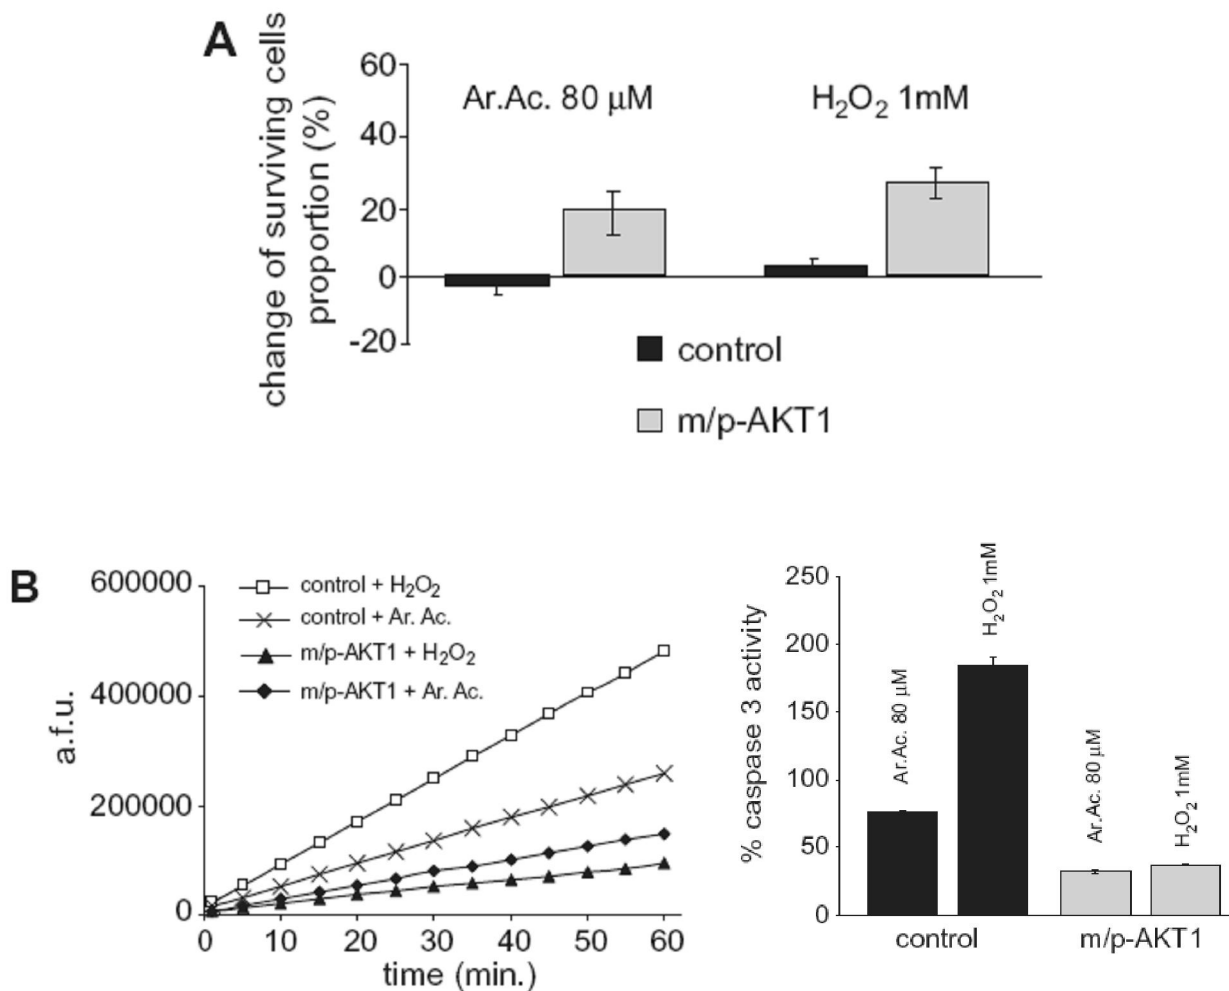 A
change of surviving cells
proportion (%)
60
40
20
0
-20
Ar.Ac. 80 μM
H₂O₂ 1mM
control
m/p-AKT1
B
a.f.u.
600000
400000
200000
0
control + H₂O₂
control + Ar. Ac.
m/p-AKT1 + H₂O₂
m/p-AKT1 + Ar. Ac.
0 10 20 30 40 50 60
time (min.)
% caspase 3 activity
250
200
150
100
50
0
Ar.Ac. 80 μM
H₂O₂ 1mM
Ar.Ac. 80 μM
H₂O₂ 1mM
control
m/p-AKT1